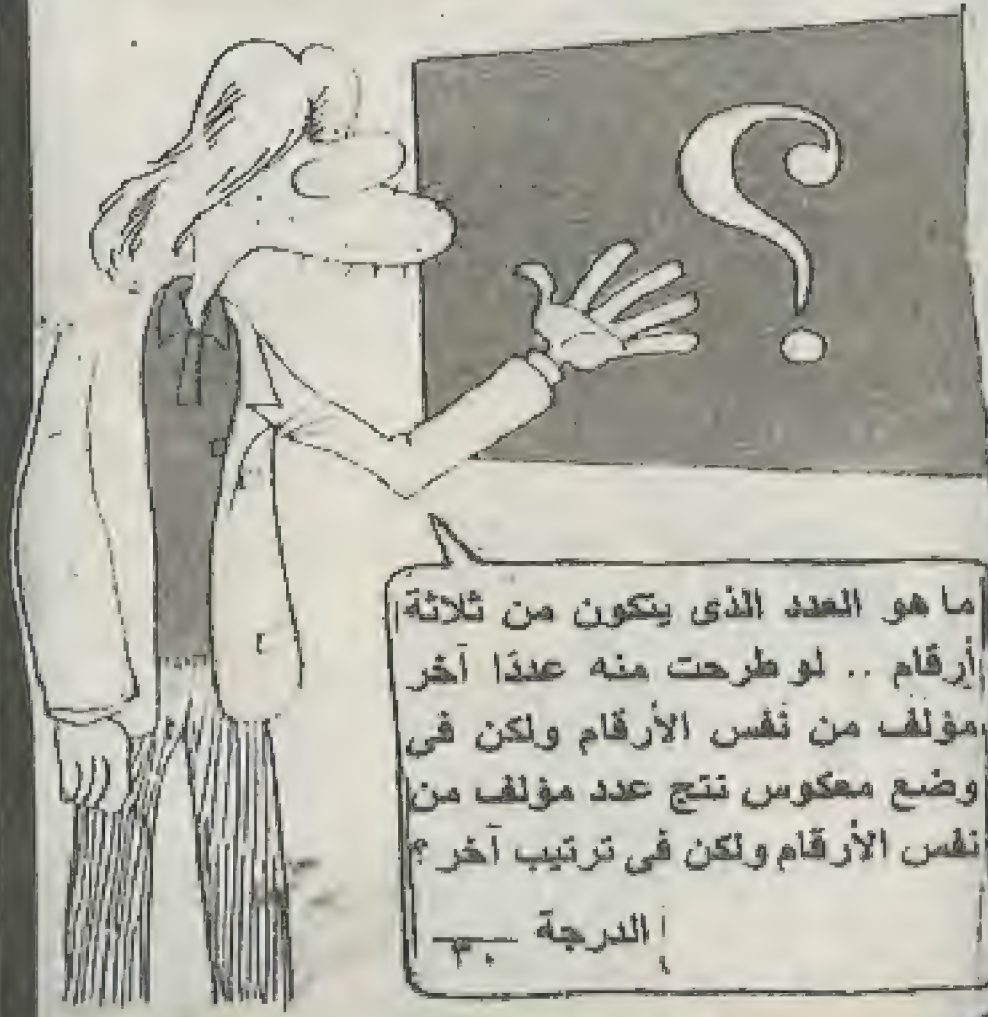 ؟
ما هو العدد الذى يتكون من ثلاثة
أرقام .. لو طرحت منه عددًا آخر
مؤلف من نفس الأرقام ولكن فى
وضع معكوس نتج عدد مؤلف من
نفس الأرقام ولكن فى ترتيب آخر ؟
الدرجة